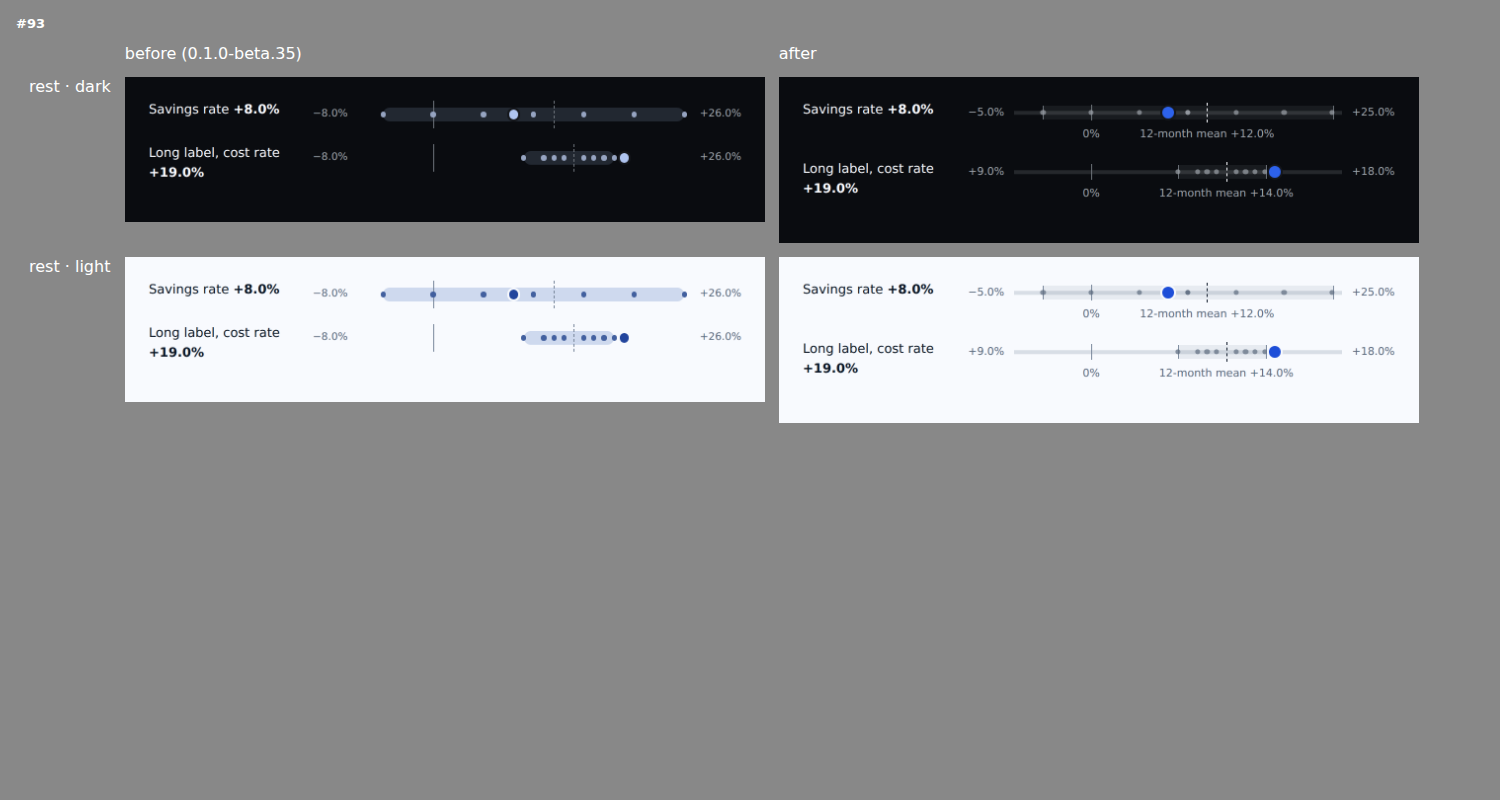 #93
before (0.1.0-beta.35)
after
rest · dark
Savings rate +8.0%
−8.0%
+26.0%
Long label, cost rate
+19.0%
−8.0%
+26.0%
Savings rate +8.0%
−5.0%
+25.0%
0%
12-month mean +12.0%
Long label, cost rate
+19.0%
+9.0%
+18.0%
0%
12-month mean +14.0%
rest · light
Savings rate +8.0%
−8.0%
+26.0%
Long label, cost rate
+19.0%
−8.0%
+26.0%
Savings rate +8.0%
−5.0%
+25.0%
0%
12-month mean +12.0%
Long label, cost rate
+19.0%
+9.0%
+18.0%
0%
12-month mean +14.0%